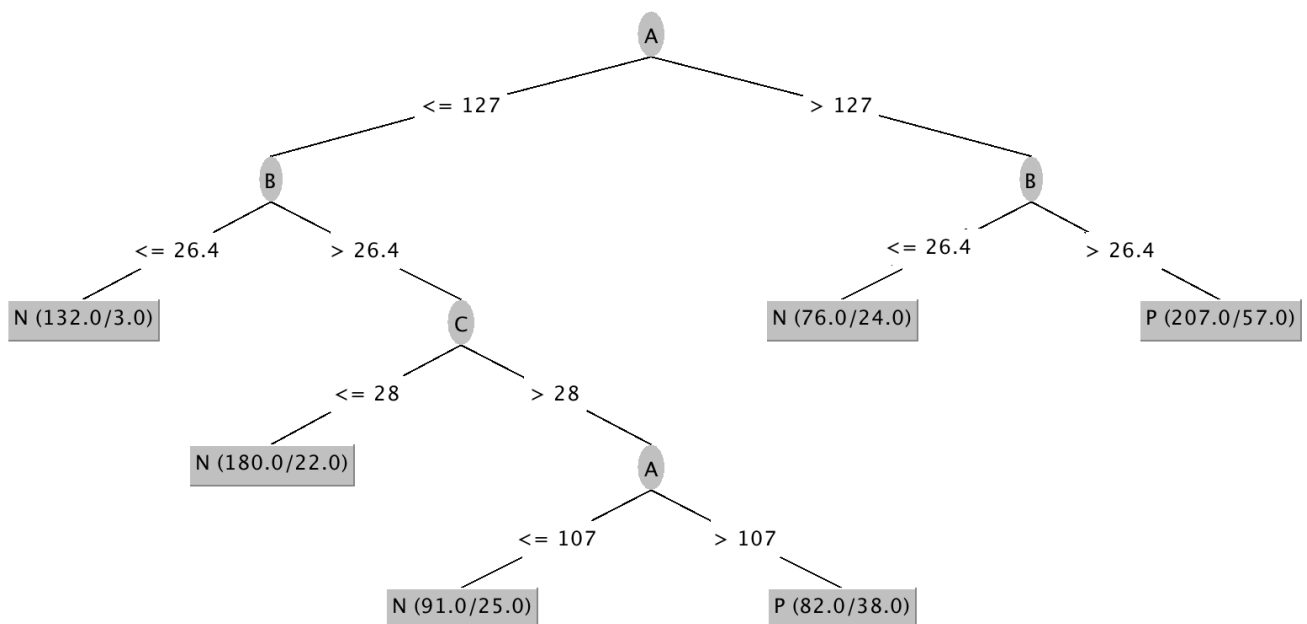 A
<= 127
> 127
B
B
<= 26.4
> 26.4
<= 26.4
> 26.4
N (132.0/3.0)
C
N (76.0/24.0)
P (207.0/57.0)
<= 28
> 28
N (180.0/22.0)
A
<= 107
> 107
N (91.0/25.0)
P (82.0/38.0)